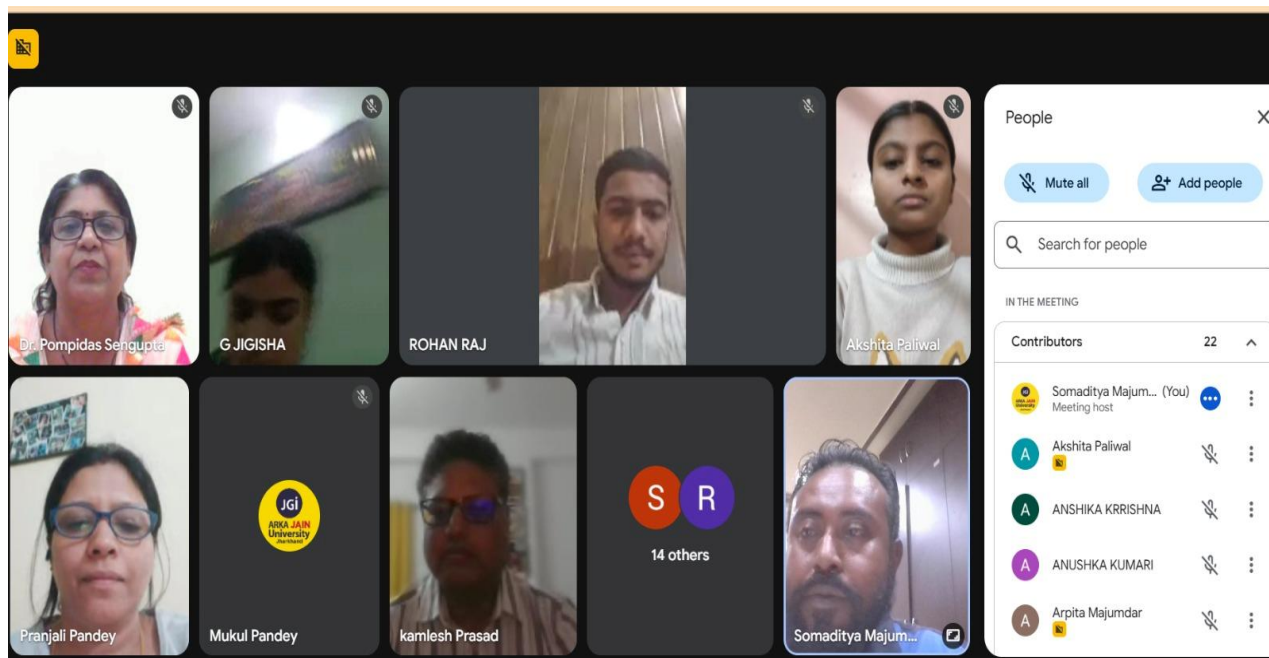 Dr. Pompidas Sengupta
G JIGISHA
ROHAN RAJ
Akshita Paliwal
Pranjali Pandey
JGi
ARKA JAIN
University
Jharkhand
Mukul Pandey
kamlesh Prasad
S R
14 others
Somaditya Majum...
People
Mute all
Add people
Search for people
IN THE MEETING
Contributors 22
Somaditya Majum... (You)
Meeting host
A Akshita Paliwal
A ANSHIKA KRRISHNA
A ANUSHKA KUMARI
A Arpita Majumdar